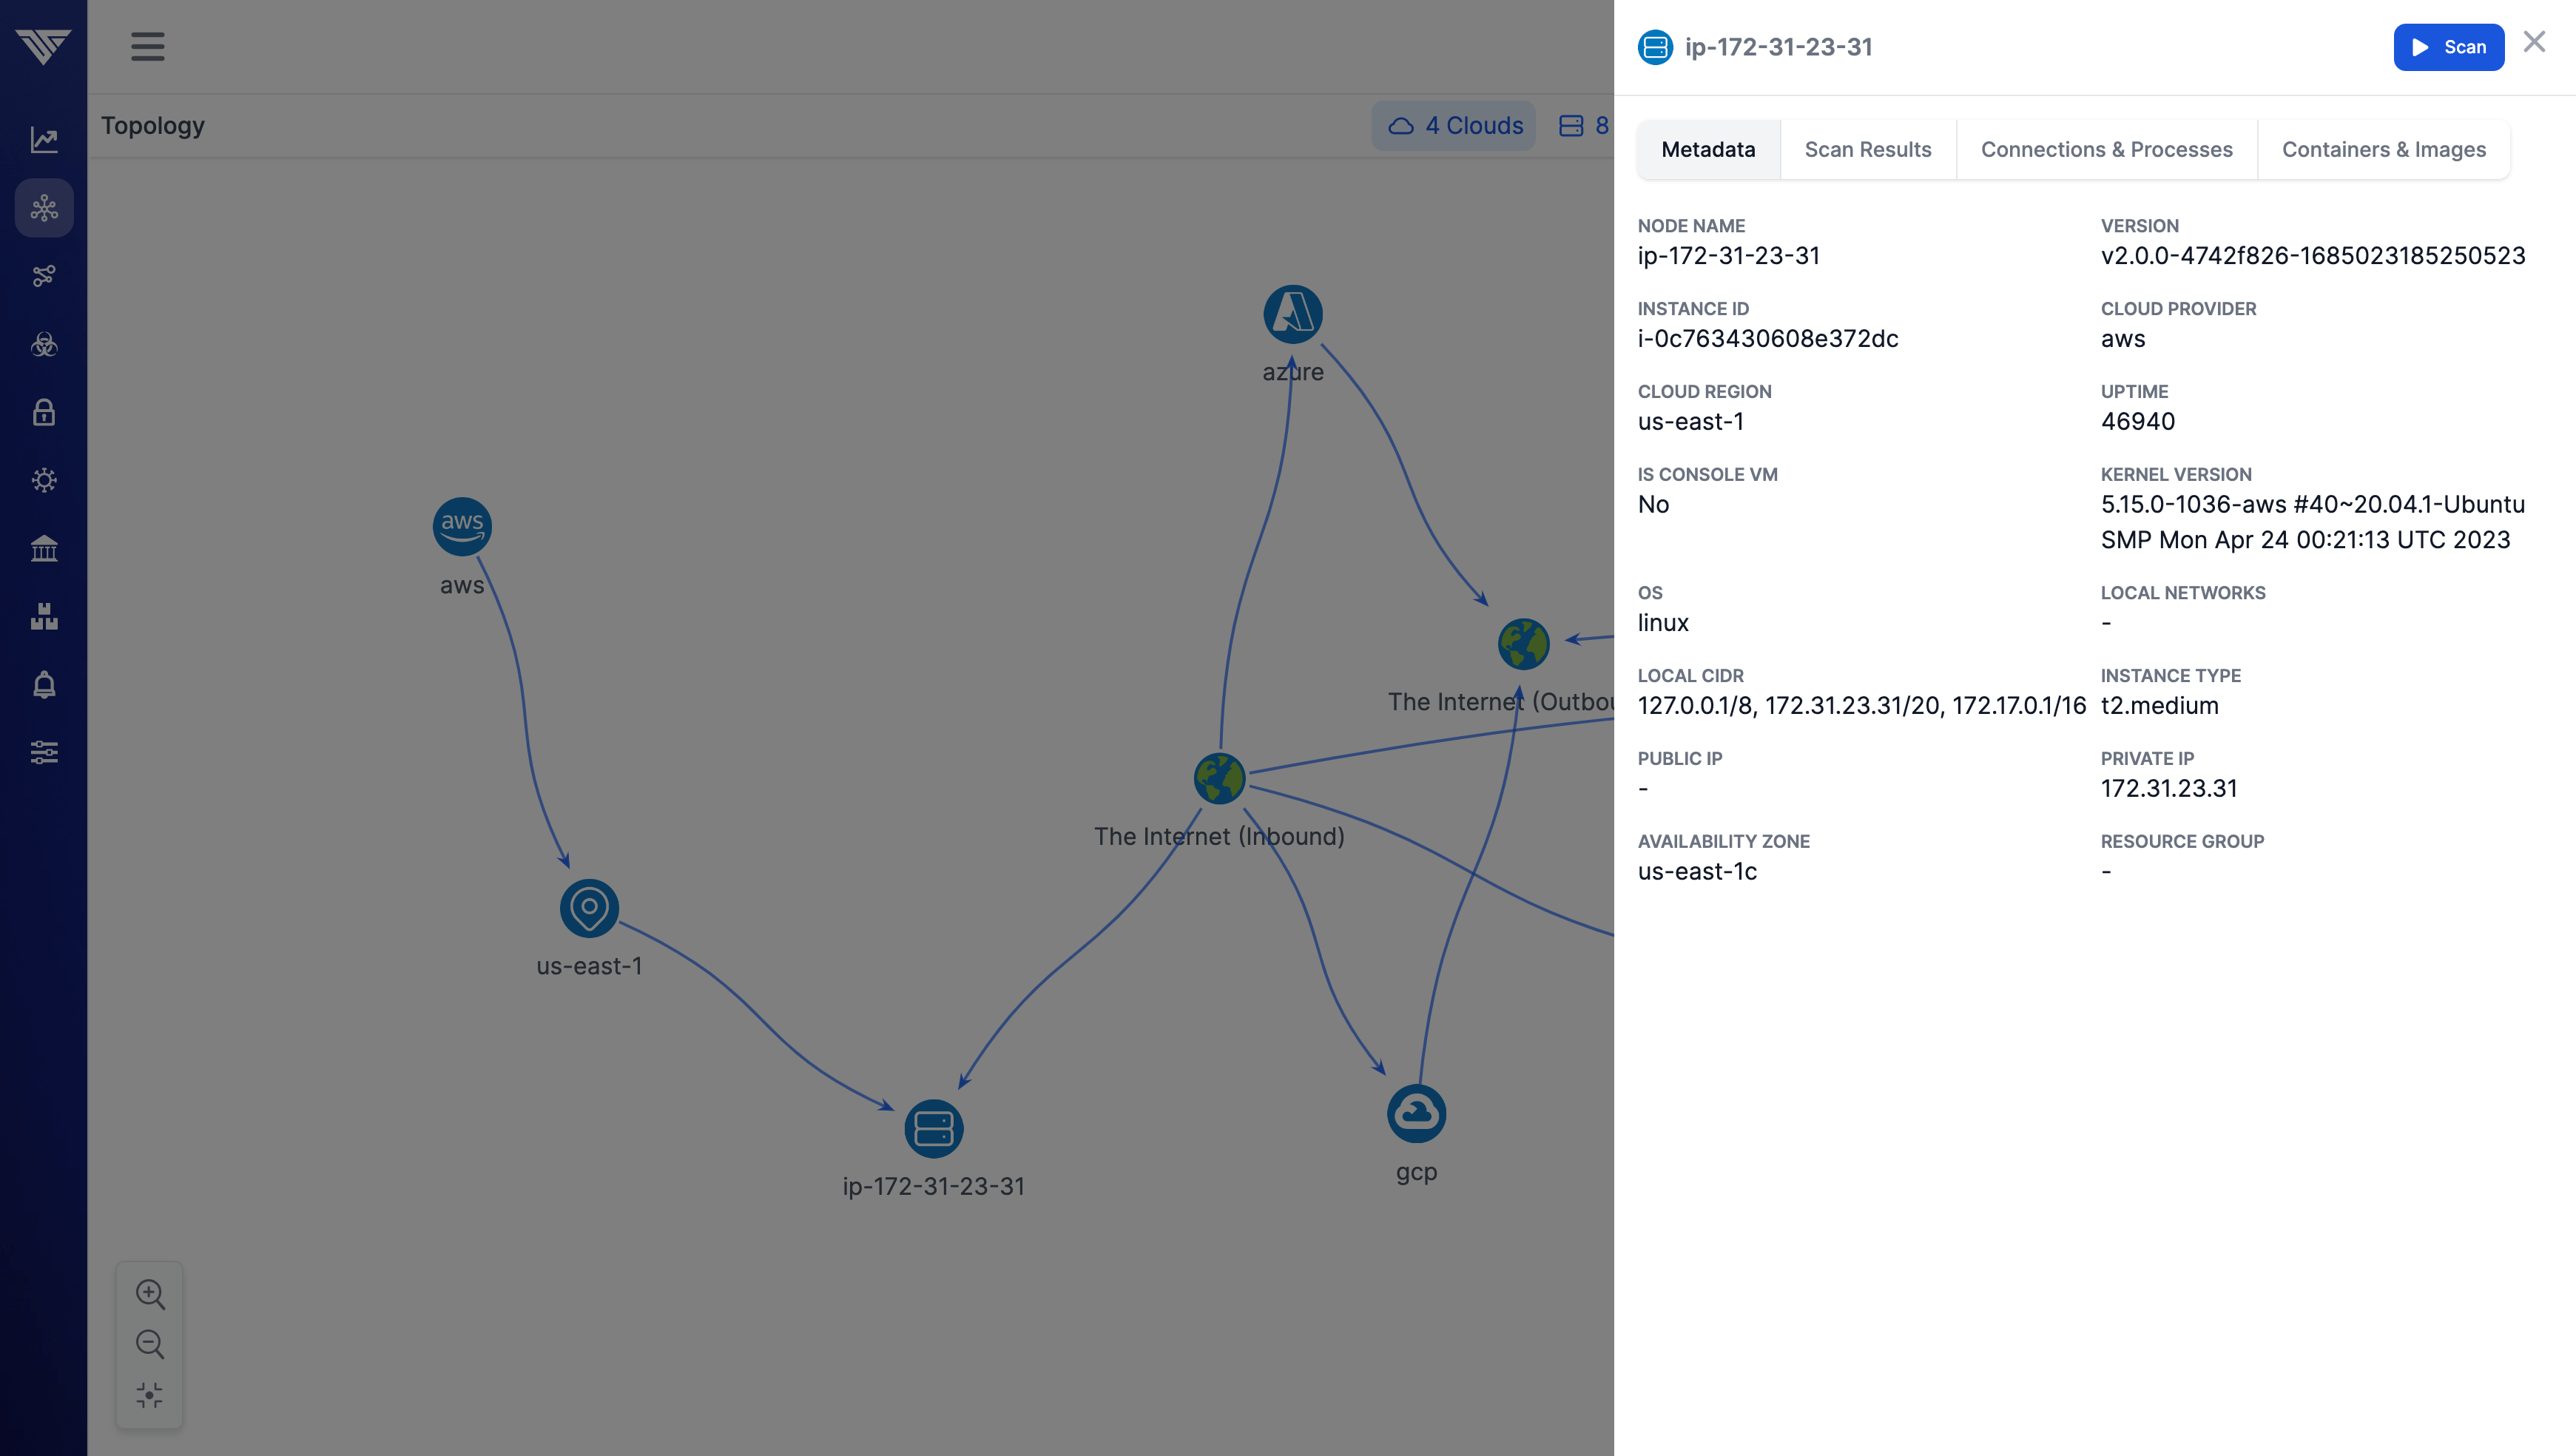 Topology
4 Clouds
8
azure
aws
aws
The Internet (Outbou
The Internet (Inbound)
us-east-1
ip-172-31-23-31
gcp
ip-172-31-23-31
Scan
Metadata
Scan Results
Connections & Processes
Containers & Images
NODE NAME
ip-172-31-23-31
VERSION
v2.0.0-4742f826-1685023185250523
INSTANCE ID
i-0c763430608e372dc
CLOUD PROVIDER
aws
CLOUD REGION
us-east-1
UPTIME
46940
IS CONSOLE VM
No
KERNEL VERSION
5.15.0-1036-aws #40~20.04.1-Ubuntu
SMP Mon Apr 24 00:21:13 UTC 2023
OS
linux
LOCAL NETWORKS
-
LOCAL CIDR
127.0.0.1/8, 172.31.23.31/20, 172.17.0.1/16
INSTANCE TYPE
t2.medium
PUBLIC IP
-
PRIVATE IP
172.31.23.31
AVAILABILITY ZONE
us-east-1c
RESOURCE GROUP
-